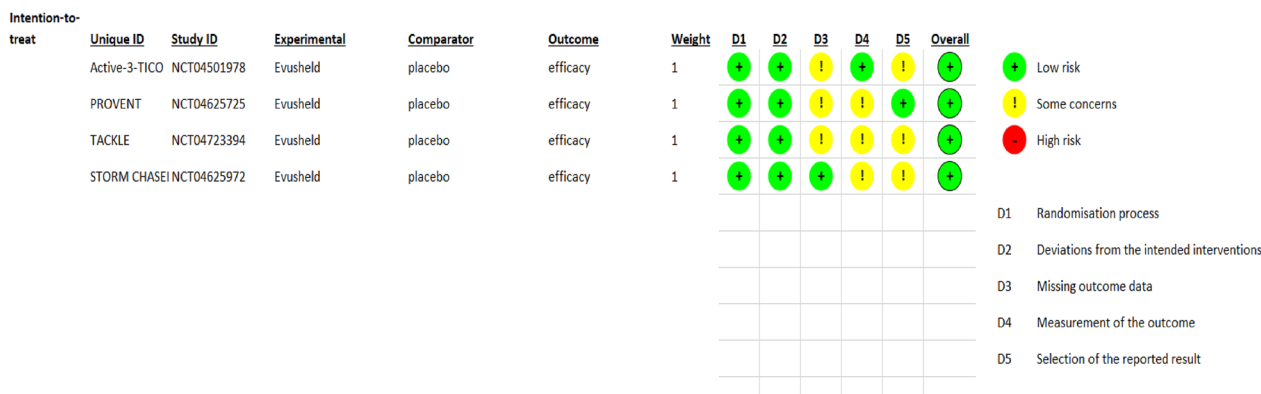 Intention-to-
treat Unique ID Study ID Experimental Comparator Outcome Weight D1 D2 D3 D4 D5 Overall
Active-3-TICO NCT04501978 Evusheld placebo efficacy 1 + + ! + ! + + Low risk
PROVENT NCT04625725 Evusheld placebo efficacy 1 + + ! ! + + ! Some concerns
TACKLE NCT04723394 Evusheld placebo efficacy 1 + + ! ! ! + - High risk
STORM CHASEI NCT04625972 Evusheld placebo efficacy 1 + + + ! ! +
D1 Randomisation process
D2 Deviations from the intended interventions
D3 Missing outcome data
D4 Measurement of the outcome
D5 Selection of the reported result